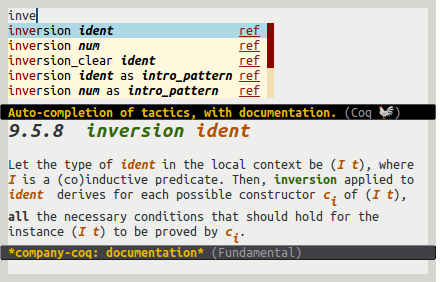 inve
inversion ident ref
inversion num ref
inversion_clear ident ref
inversion ident as intro_pattern ref
inversion num as intro_pattern ref
Auto-completion of tactics, with documentation. (Coq 🐓)
9.5.8 inversion ident
Let the type of ident in the local context be (I t), where
I is a (co)inductive predicate. Then, inversion applied to
ident derives for each possible constructor cᵢ of (I t),
all the necessary conditions that should hold for the
instance (I t) to be proved by cᵢ.
*company-coq: documentation* (Fundamental)